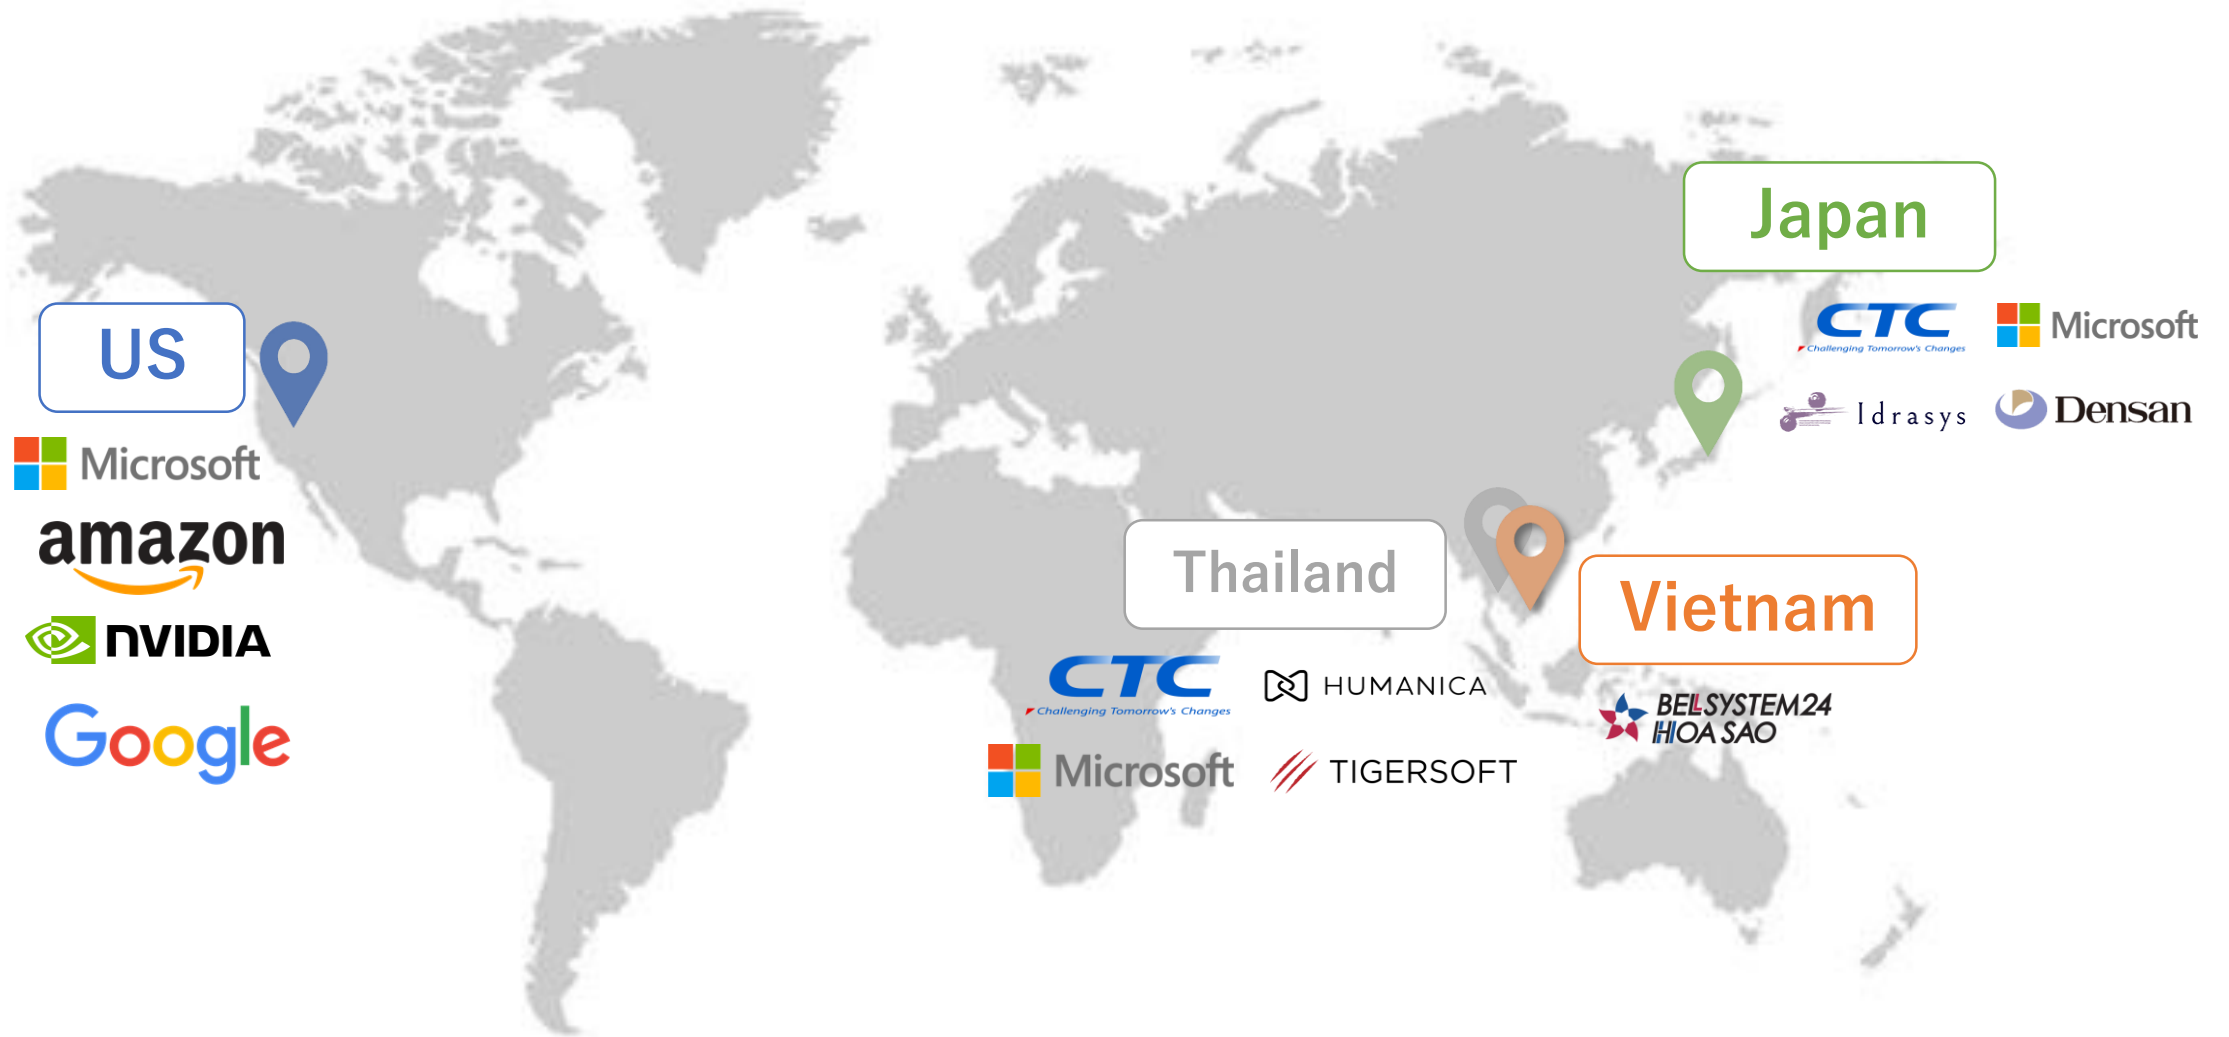 US
Microsoft
amazon
NVIDIA
Google
Japan
CTC
Challenging Tomorrow's Changes
Microsoft
Idrasys
Densan
Thailand
CTC
Challenging Tomorrow's Changes
HUMANICA
Microsoft
TIGERSOFT
Vietnam
BELLSYSTEM24
HOA SAO